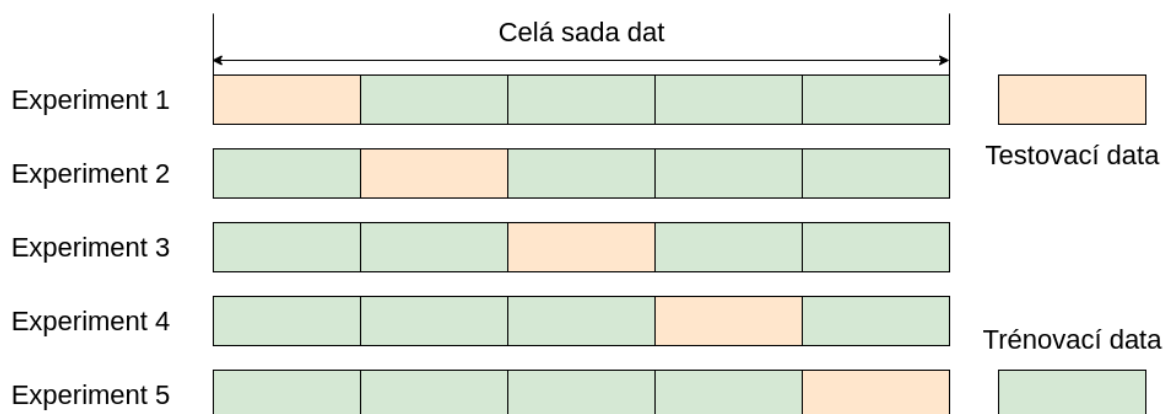 Celá sada dat
Experiment 1
Testovací data
Experiment 2
Experiment 3
Experiment 4
Trénovací data
Experiment 5